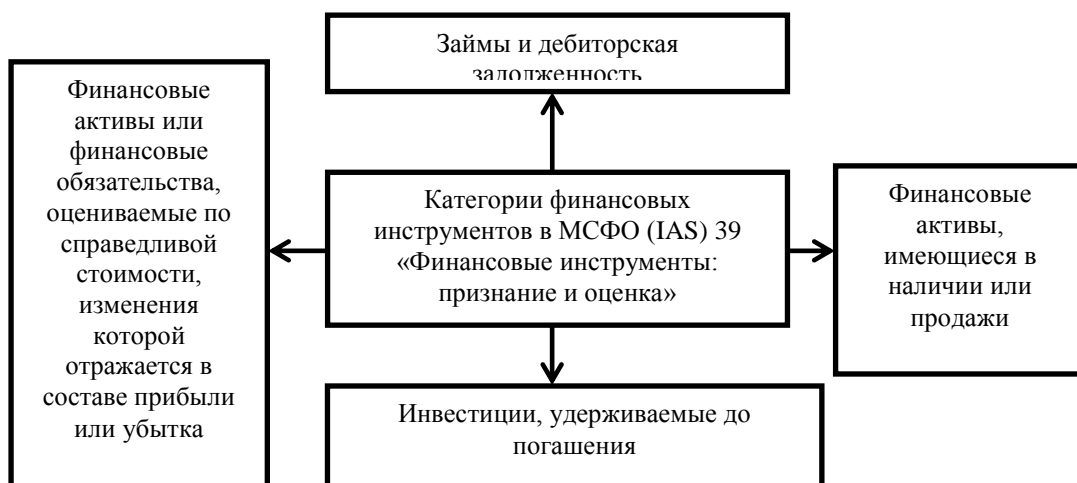 Займы и дебиторская
задолженность
Финансовые
активы или
финансовые
обязательства,
оцениваемые по
справедливой
стоимости,
изменения
которой
отражается в
составе прибыли
или убытка
Категории финансовых
инструментов в МСФО (IAS) 39
«Финансовые инструменты:
признание и оценка»
Финансовые
активы,
имеющиеся в
наличии или
продажи
Инвестиции, удерживаемые до
погашения